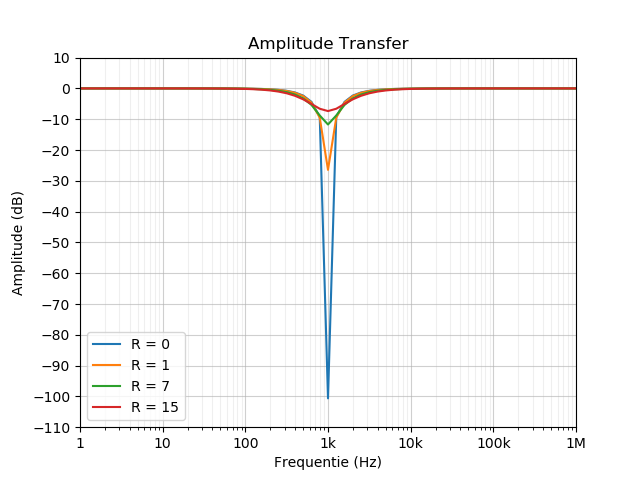 Amplitude Transfer
10
0
−10
−20
−30
−40
−50
−60
−70
−80
−90
−100
−110
Amplitude (dB)
R = 0
R = 1
R = 7
R = 15
1
10
100
1k
10k
100k
1M
Frequentie (Hz)